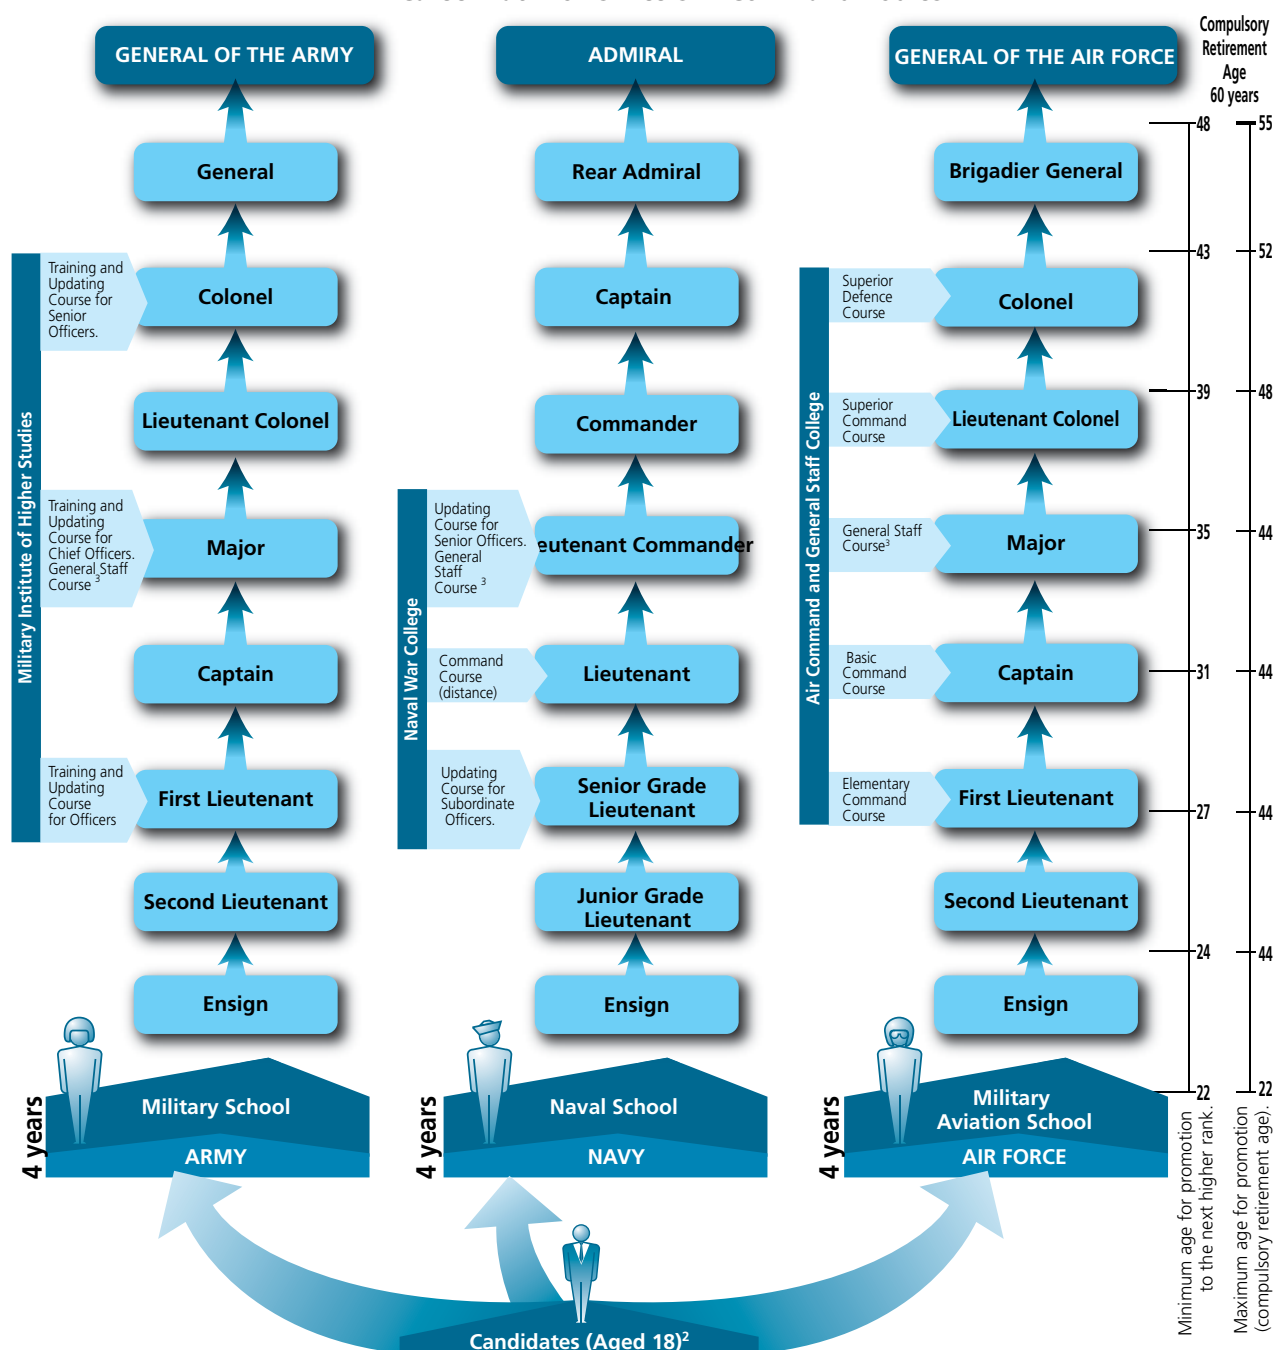 Compulsory
Retirement
Age
60 years
GENERAL OF THE ARMY
ADMIRAL
GENERAL OF THE AIR FORCE
48
55
General
Rear Admiral
Brigadier General
43
52
Training and
Updating
Course for
Senior
Officers.
Colonel
Captain
Superior
Defence
Course
Colonel
39
48
Lieutenant Colonel
Commander
Superior
Command
Course
Lieutenant Colonel
Military Institute of Higher Studies
Training and
Updating
Course for
Chief Officers.
General Staff
Course 3
Major
Naval War College
Updating
Course for
Senior Officers.
General
Staff
Course 3
eutenant Commander
Air Command and General Staff College
General Staff
Course3
Major
35
44
Captain
Command
Course
(distance)
Lieutenant
Basic
Command
Course
Captain
31
44
Training and
Updating
Course
for Officers
First Lieutenant
Updating
Course for
Subordinate
Officers.
Senior Grade
Lieutenant
Elementary
Command
Course
First Lieutenant
27
44
Second Lieutenant
Junior Grade
Lieutenant
Second Lieutenant
24
44
Ensign
Ensign
Ensign
22
22
4 years
Military School
ARMY
4 years
Naval School
NAVY
4 years
Military
Aviation School
AIR FORCE
Minimum age for promotion
to the next higher rank.
Maximum age for promotion
(compulsory retirement age).
Candidates (Aged 18)2